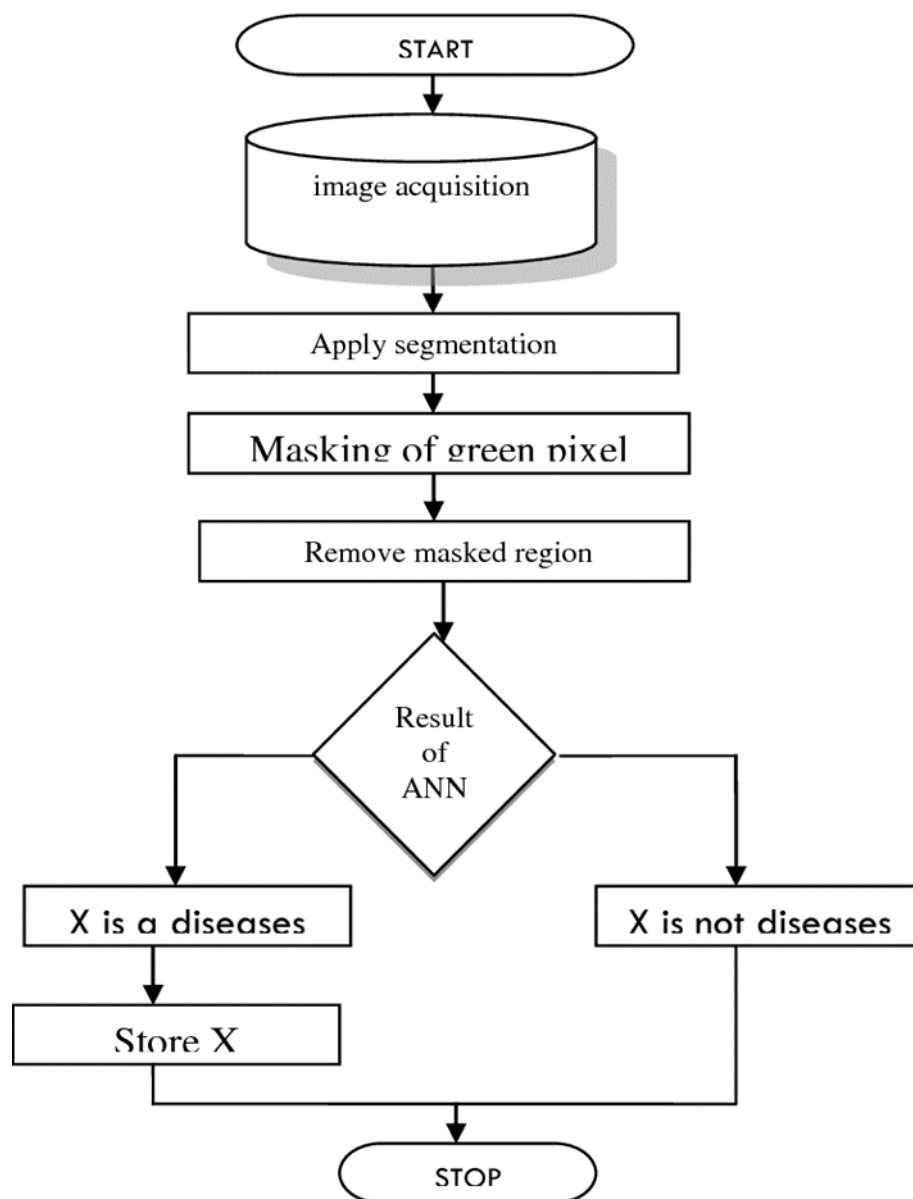 START
image acquisition
Apply segmentation
Masking of green pixel
Remove masked region
Result
of
ANN
X is a diseases
X is not diseases
Store X
STOP